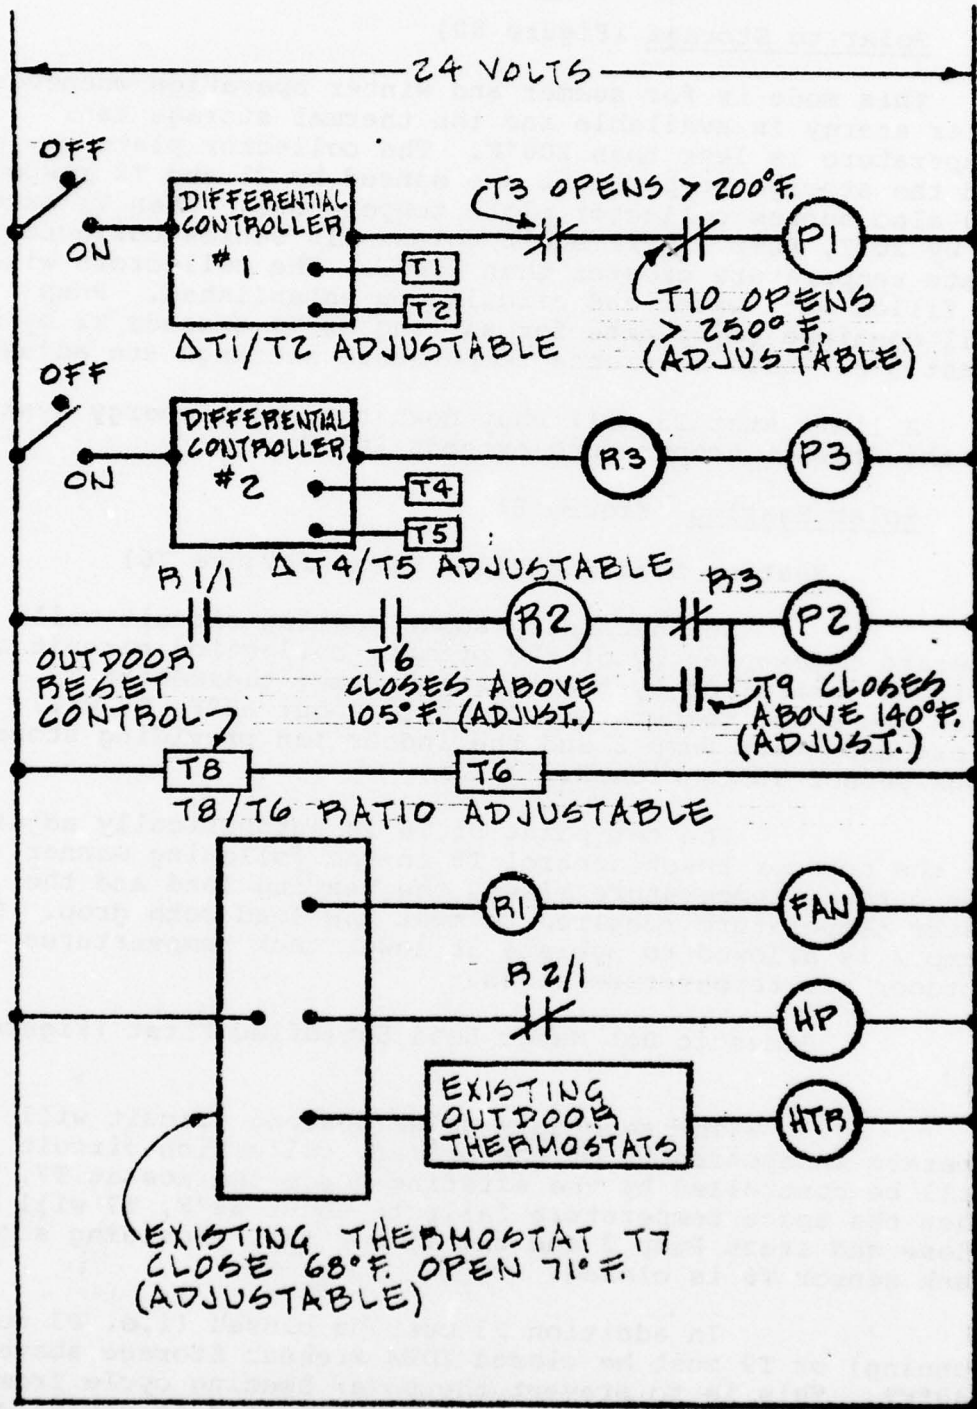 24 VOLTS
OFF
ON
DIFFERENTIAL
CONTROLLER
#1
T1
T2
T3 OPENS > 200°F.
P1
T10 OPENS
> 250°F.
(ADJUSTABLE)
ΔT1/T2 ADJUSTABLE
OFF
ON
DIFFERENTIAL
CONTROLLER
#2
T4
T5
R3
P3
ΔT4/T5 ADJUSTABLE
R1/1
T6
CLOSES ABOVE
105°F. (ADJUST.)
R2
R3
P2
T9 CLOSES
ABOVE 140°F.
(ADJUST.)
OUTDOOR
RESET
CONTROL
T8
T6
T8/T6 RATIO ADJUSTABLE
R1
FAN
R2/1
HP
EXISTING
OUTDOOR
THERMOSTATS
HTR
EXISTING THERMOSTAT T7
CLOSE 68°F. OPEN 71°F.
(ADJUSTABLE)